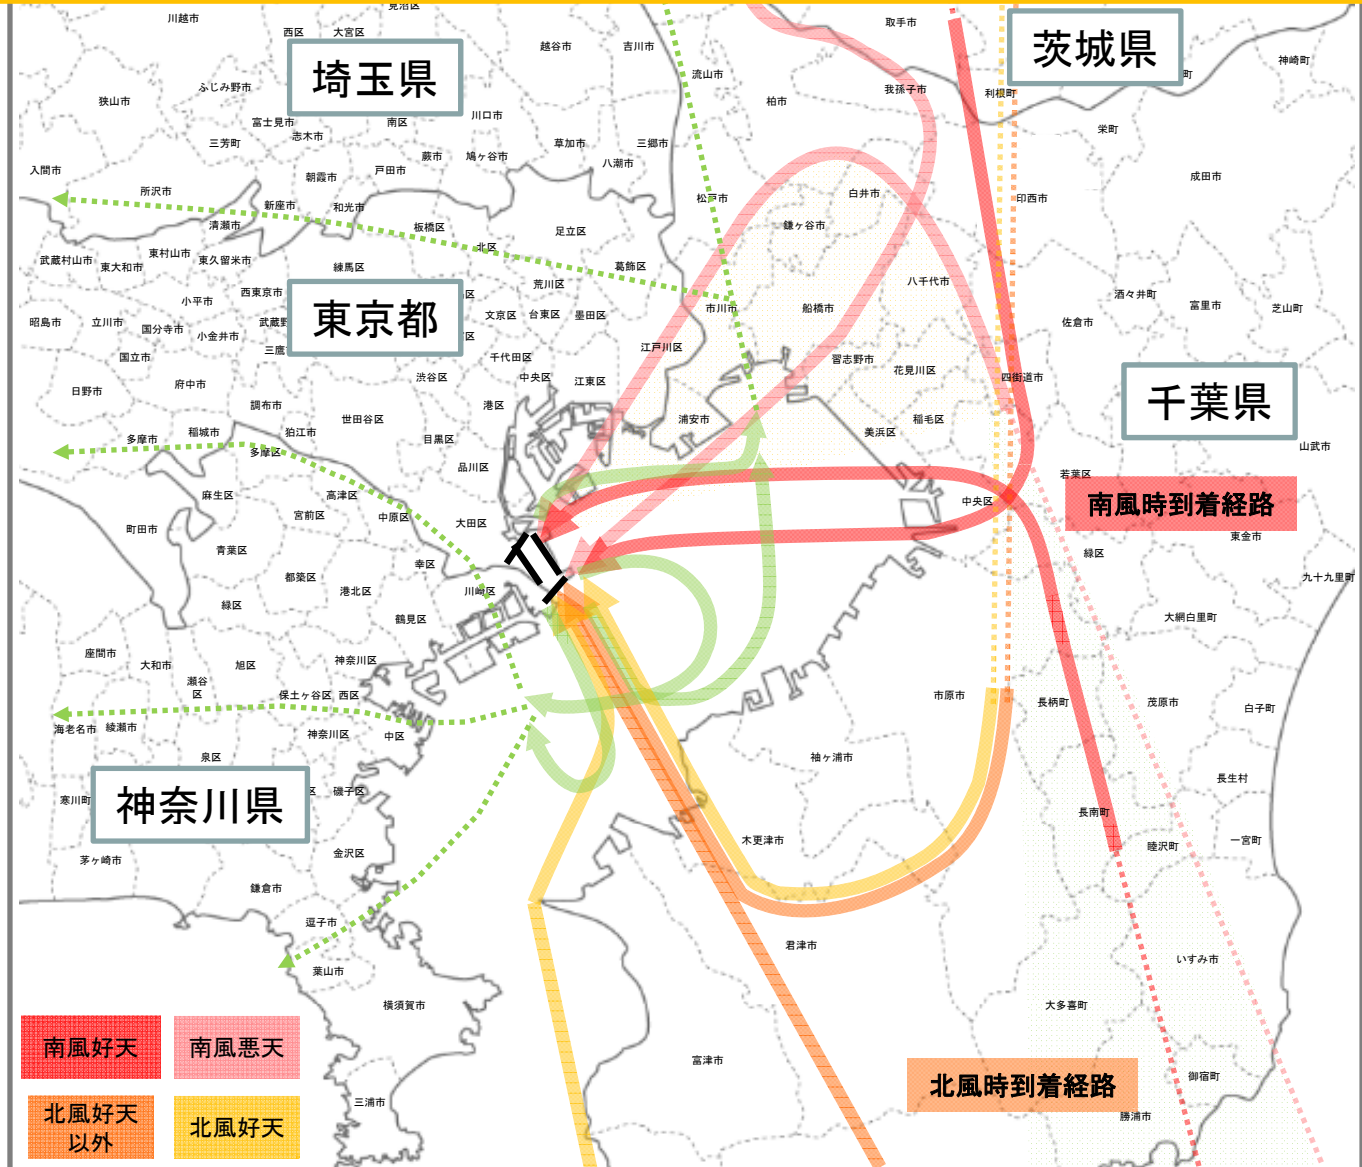 見沼区
川越市
西区
大宮区
取手市
越谷市
吉川市
茨城県
神崎町
埼玉県
流山市
町
ふじみ野市
我孫子市
利根町
狭山市
柏市
川口市
富士見市
南区
栄町
志木市
三芳町
草加市
三郷市
蕨市
鳩ヶ谷市
八潮市
入間市
戸田市
朝霞市
成田市
所沢市
白井市
松戸市
印西市
新座市
和光市
清瀬市
板橋区
鎌ヶ谷市
足立区
北区
東村山市
武蔵村山市
東大和市
東久留米市
練馬区
葛飾区
八千代市
荒川区
西東京市
区
酒々井町
小平市
富里市
芝山町
市川市
船橋市
東京都
文京区
台東区
墨田区
昭島市
立川市
武蔵野
佐倉市
国分寺市
小金井市
区
三鷹
江戸川区
国立市
千代田区
習志野市
花見川区
渋谷区
中央区
江東区
四街道市
府中市
日野市
千葉県
調布市
港区
世田谷区
浦安市
稲毛区
稲城市
狛江市
美浜区
多摩市
目黒区
山武市
多摩区
品川区
若葉区
麻生区
高津区
中央区
南風時到着経路
宮前区
中原区
大田区
町田市
東金市
青葉区
緑区
幸区
都築区
九十九里町
港北区
川崎区
緑区
鶴見区
大網白里町
座間市
大和市
旭区
神奈川区
瀬谷
区
保土ヶ谷区
西区
市原市
長柄町
茂原市
白子町
海老名市
綾瀬市
神奈川区
中区
泉区
袖ヶ浦市
長生村
寒川町
神奈川県
区
磯子区
長南町
木更津市
睦沢町
一宮町
茅ヶ崎市
金沢区
鎌倉市
逗子市
君津市
いすみ市
葉山市
横須賀市
大多喜町
南風好天
南風悪天
富津市
北風時到着経路
御宿町
三浦市
北風好天
以外
北風好天
勝浦市